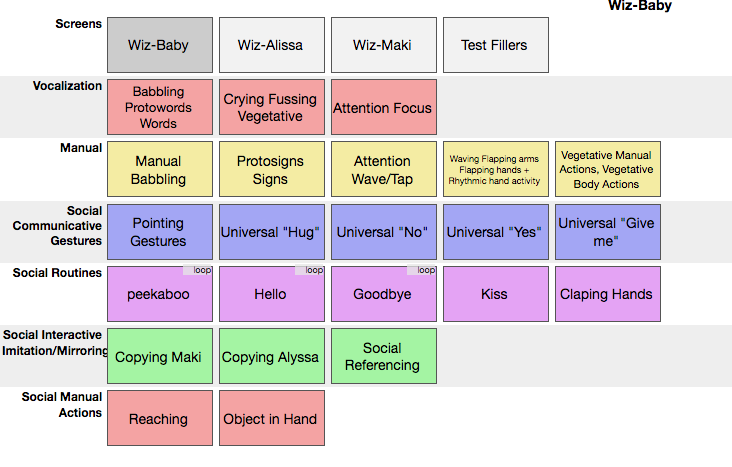 Wiz-Baby
Screens
Wiz-Baby
Wiz-Alissa
Wiz-Maki
Test Fillers
Vocalization
Babbling
Protowords
Words
Crying Fussing
Vegetative
Attention Focus
Manual
Manual
Babbling
Protosigns
Signs
Attention
Wave/Tap
Waving Flapping arms
Flapping hands +
Rhythmic hand activity
Vegetative Manual
Actions, Vegetative
Body Actions
Social
Communicative
Gestures
Pointing
Gestures
Universal "Hug"
Universal "No"
Universal "Yes"
Universal "Give
me"
Social Routines
loop
peekaboo
loop
Hello
loop
Goodbye
Kiss
Claping Hands
Social Interactive
Imitation/Mirroring
Copying Maki
Copying Alyssa
Social
Referencing
Social Manual
Actions
Reaching
Object in Hand